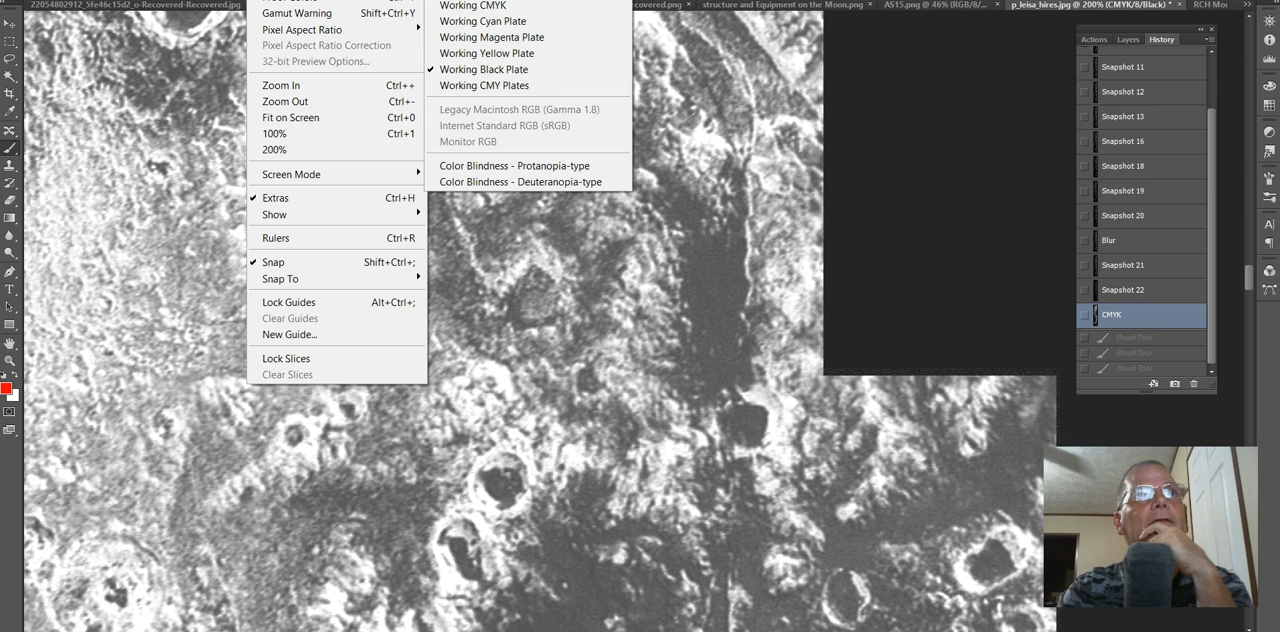 22054802912_5fe46c15d2_o-Recovered-Recovered.jpg
covered.png ×
structure and Equipment on the Moon.png ×
AS15.png @ 46% (RGB/8/... ×
p_leisa_hires.jpg @ 200% (CMYK/8/Black) * ×
RCH Mo
Gamut Warning Shift+Ctrl+Y
Pixel Aspect Ratio
Pixel Aspect Ratio Correction
32-bit Preview Options...
Zoom In Ctrl++
Zoom Out Ctrl+-
Fit on Screen Ctrl+0
100% Ctrl+1
200%
Screen Mode
Extras Ctrl+H
Show
Rulers Ctrl+R
Snap Shift+Ctrl+;
Snap To
Lock Guides Alt+Ctrl+;
Clear Guides
New Guide...
Lock Slices
Clear Slices
Working CMYK
Working Cyan Plate
Working Magenta Plate
Working Yellow Plate
Working Black Plate
Working CMY Plates
Legacy Macintosh RGB (Gamma 1.8)
Internet Standard RGB (sRGB)
Monitor RGB
Color Blindness - Protanopia-type
Color Blindness - Deuteranopia-type
Actions Layers History
Snapshot 11
Snapshot 12
Snapshot 13
Snapshot 16
Snapshot 18
Snapshot 19
Snapshot 20
Blur
Snapshot 21
Snapshot 22
CMYK
Brush Tool
Brush Tool
Brush Tool